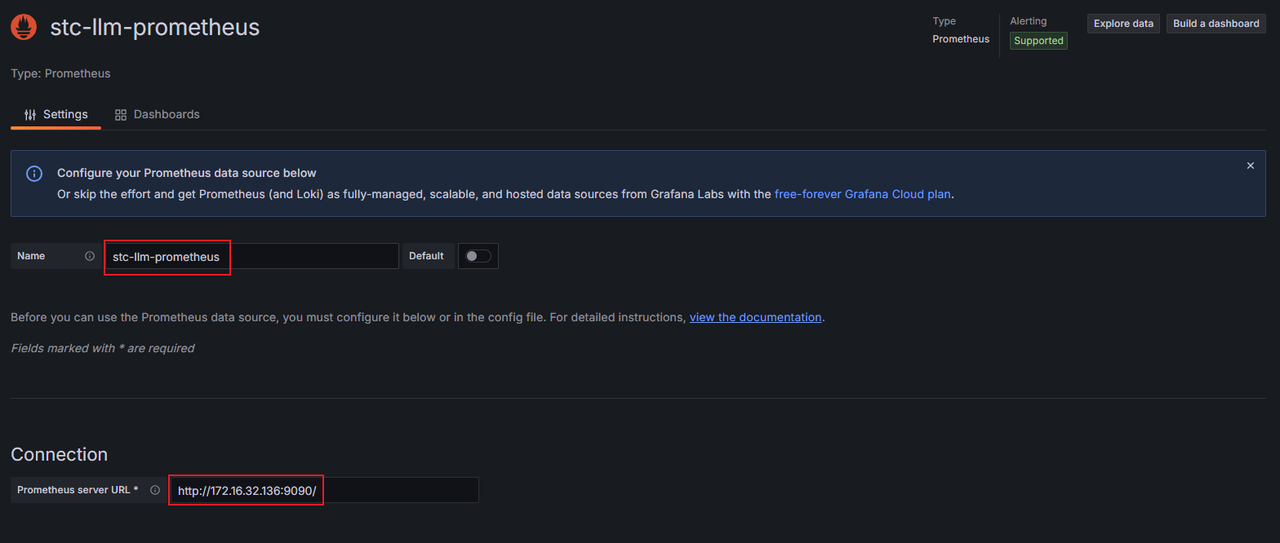 stc-llm-prometheus
Type
Prometheus
Alerting
Supported
Explore data
Build a dashboard
Type: Prometheus
Settings
Dashboards
Configure your Prometheus data source below
Or skip the effort and get Prometheus (and Loki) as fully-managed, scalable, and hosted data sources from Grafana Labs with the free-forever Grafana Cloud plan.
Name
stc-llm-prometheus
Default
Before you can use the Prometheus data source, you must configure it below or in the config file. For detailed instructions, view the documentation.
Fields marked with * are required
Connection
Prometheus server URL *
http://172.16.32.136:9090/